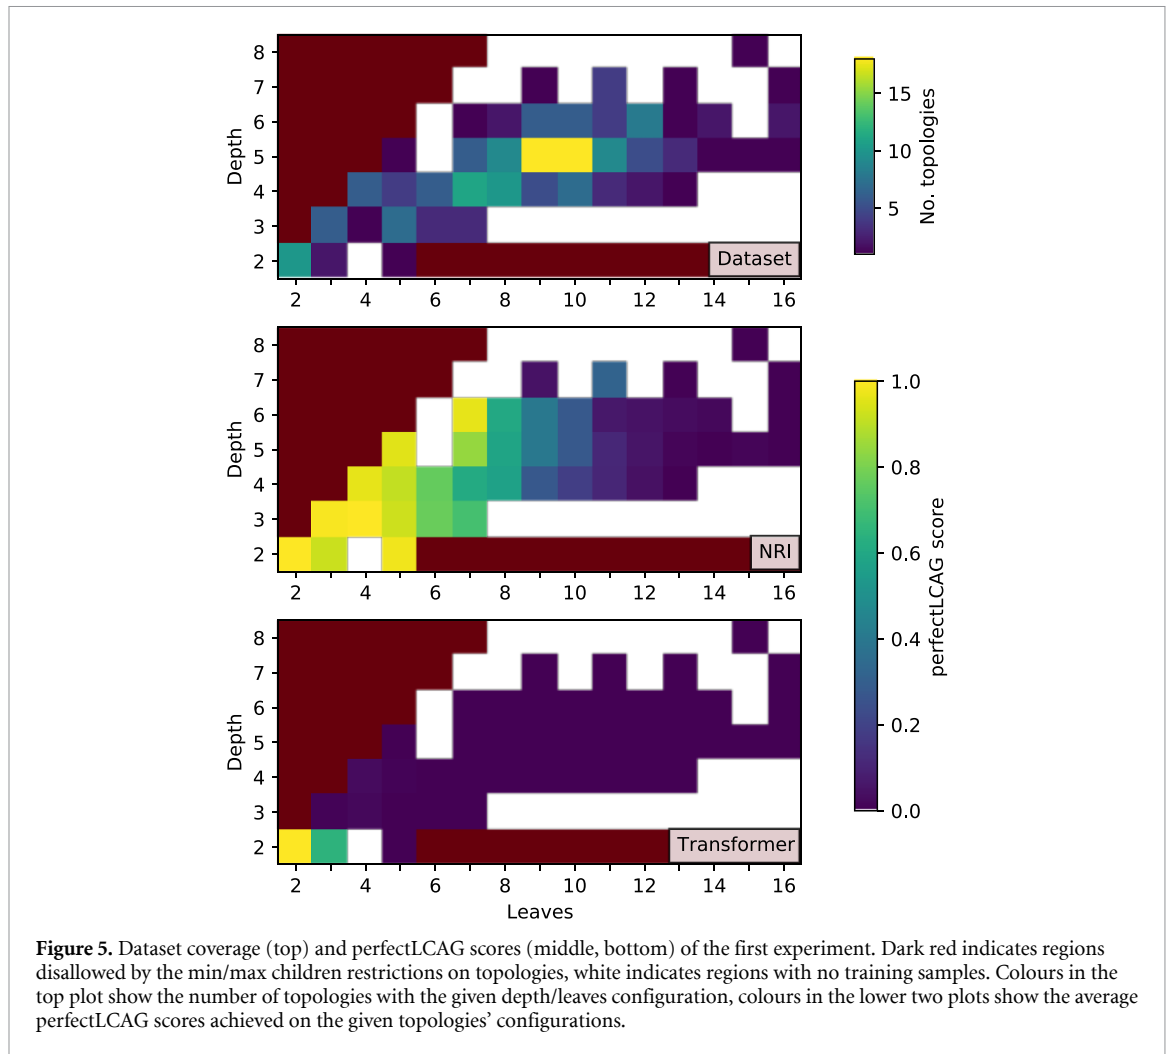 8
7
6
5
4
3
2
Depth
Dataset
2 4 6 8 10 12 14 16
15
10
5
No. topologies
8
7
6
5
4
3
2
Depth
NRI
2 4 6 8 10 12 14 16
1.0
0.8
0.6
0.4
0.2
0.0
perfectLCAG score
8
7
6
5
4
3
2
Depth
Transformer
2 4 6 8 10 12 14 16
Leaves
Figure 5. Dataset coverage (top) and perfectLCAG scores (middle, bottom) of the first experiment. Dark red indicates regions
disallowed by the min/max children restrictions on topologies, white indicates regions with no training samples. Colours in the
top plot show the number of topologies with the given depth/leaves configuration, colours in the lower two plots show the average
perfectLCAG scores achieved on the given topologies' configurations.